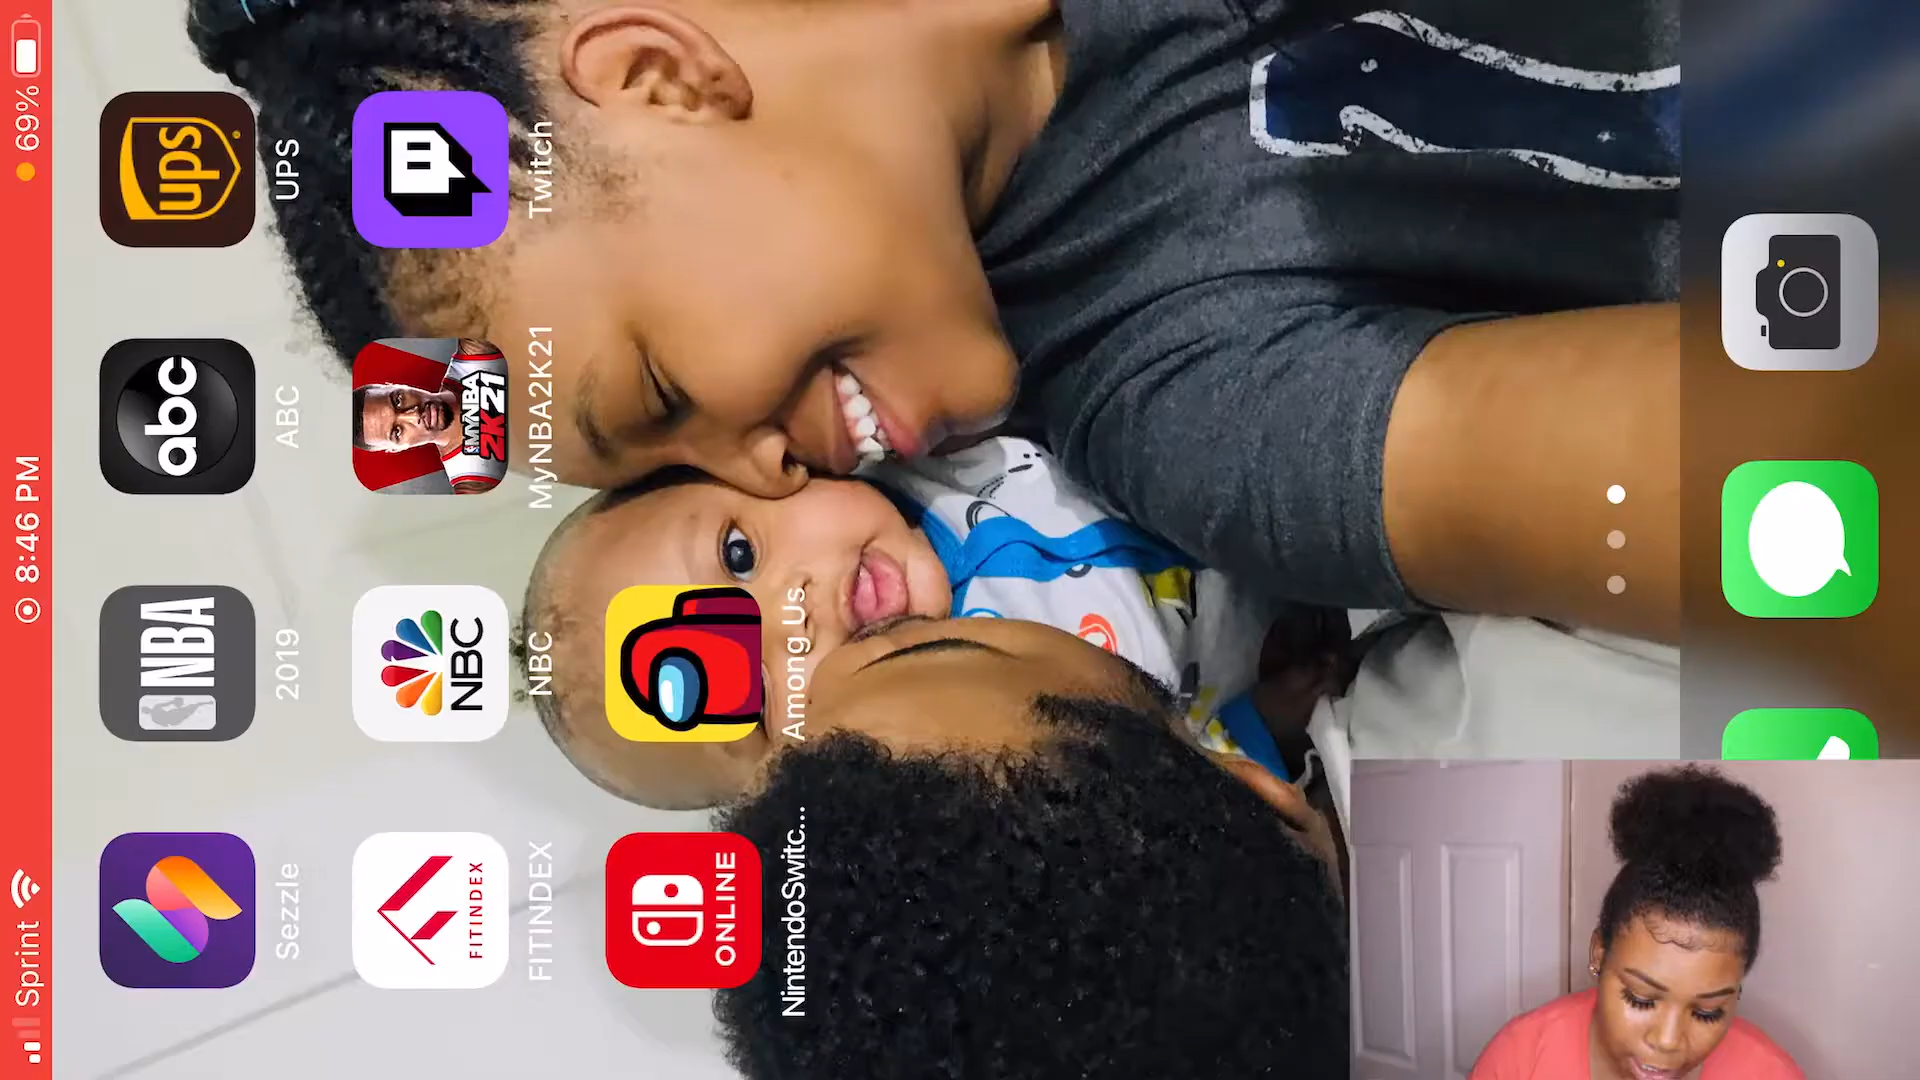 Sprint 8:46 PM 69%
Sezzle
NBA
2019
abc
ABC
ups
UPS
FITINDEX
FITINDEX
NBC
NBC
MYNBA
2K21
MyNBA2K21
Twitch
ONLINE
NintendoSwitc...
Among Us